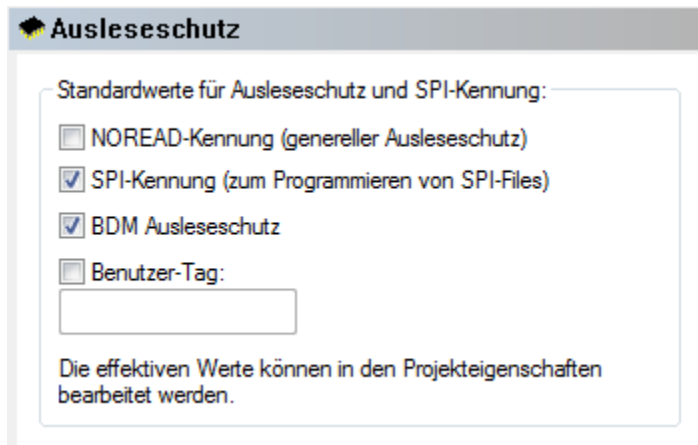 Ausleseschutz
Standardwerte für Ausleseschutz und SPI-Kennung:
NOREAD-Kennung (genereller Ausleseschutz)
SPI-Kennung (zum Programmieren von SPI-Files)
BDM Ausleseschutz
Benutzer-Tag:
Die effektiven Werte können in den Projekteigenschaften
bearbeitet werden.